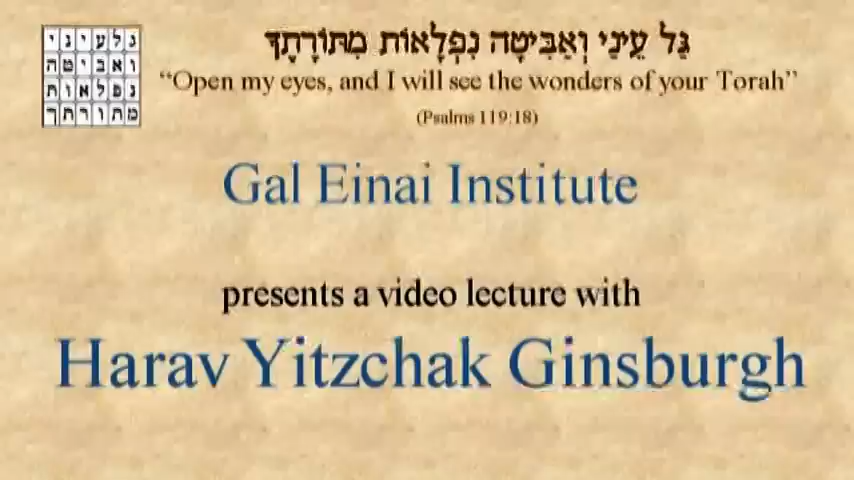 גלעיני
ואביטה
נפלאות
מתורתך
גַּל עֵינַי וְאַבִּיטָה נִפְלָאוֹת מִתּוֹרָתֶךָ
“Open my eyes, and I will see the wonders of your Torah”
(Psalms 119:18)
Gal Einai Institute
presents a video lecture with
Harav Yitzchak Ginsburgh